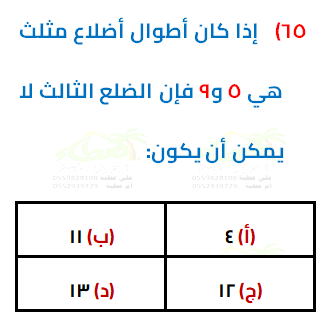 ٦٥) إذا كان أطوال أضلاع مثلث
هي ٥ و٩ فإن الضلع الثالث لا
يمكن أن يكون:
(أ) ٤
(ب) ١١
(ج) ١٢
(د) ١٣